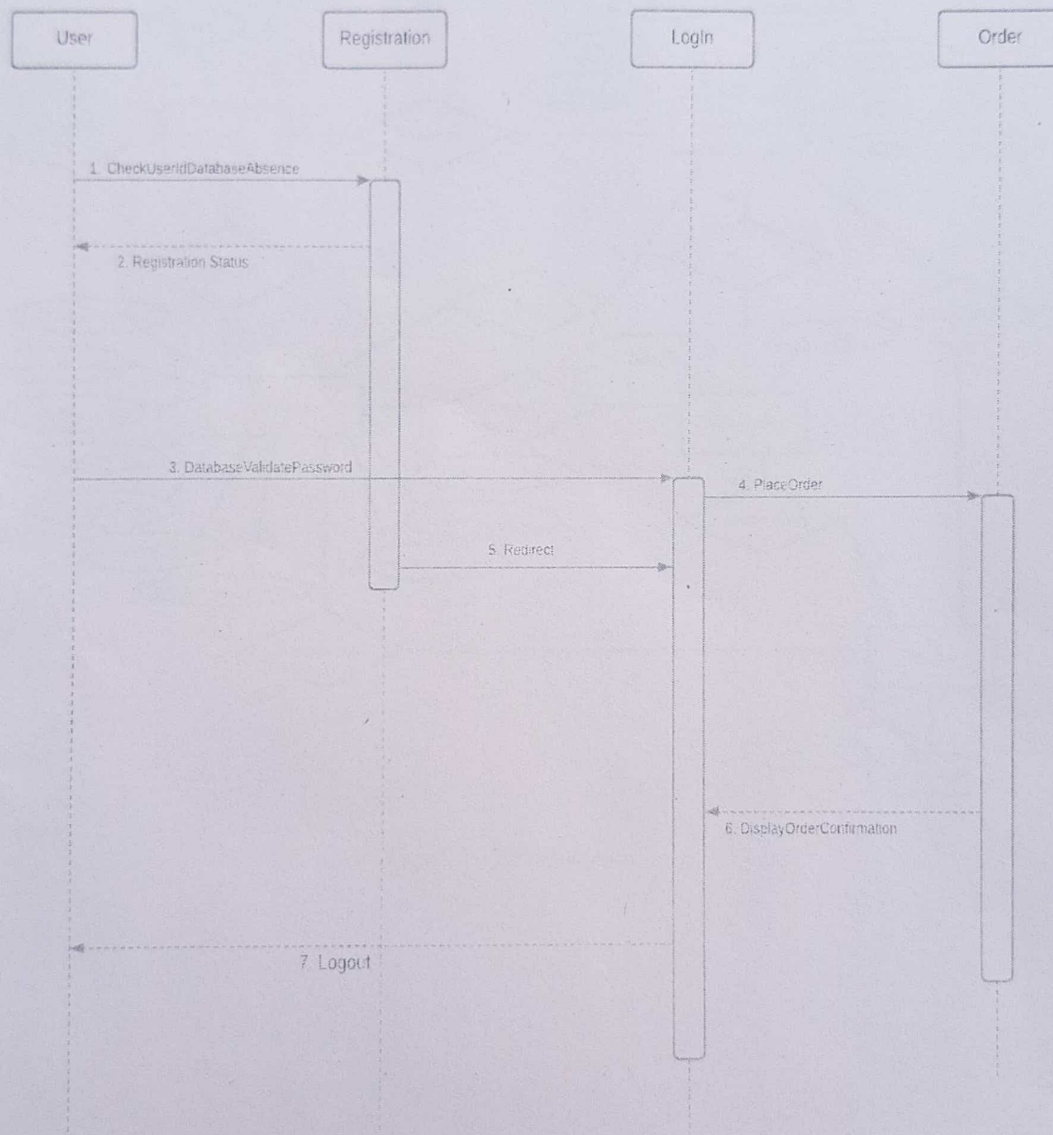 User
Registration
LogIn
Order
1. CheckUserIdDatabaseAbsence
2. Registration Status
3. DatabaseValidatePassword
4. PlaceOrder
5. Redirect
6. DisplayOrderConfirmation
7. Logout